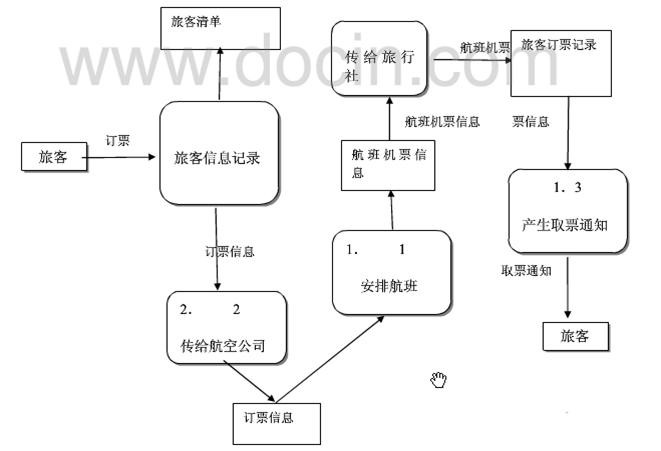 旅客清单
www.docin.com
旅客
订票
旅客信息记录
订票信息
2. 2
传给航空公司
订票信息
传给旅行
社
航班机票信息
航班机票信
息
1. 1
安排航班
航班机票
旅客订票记录
票信息
1. 3
产生取票通知
取票通知
旅客